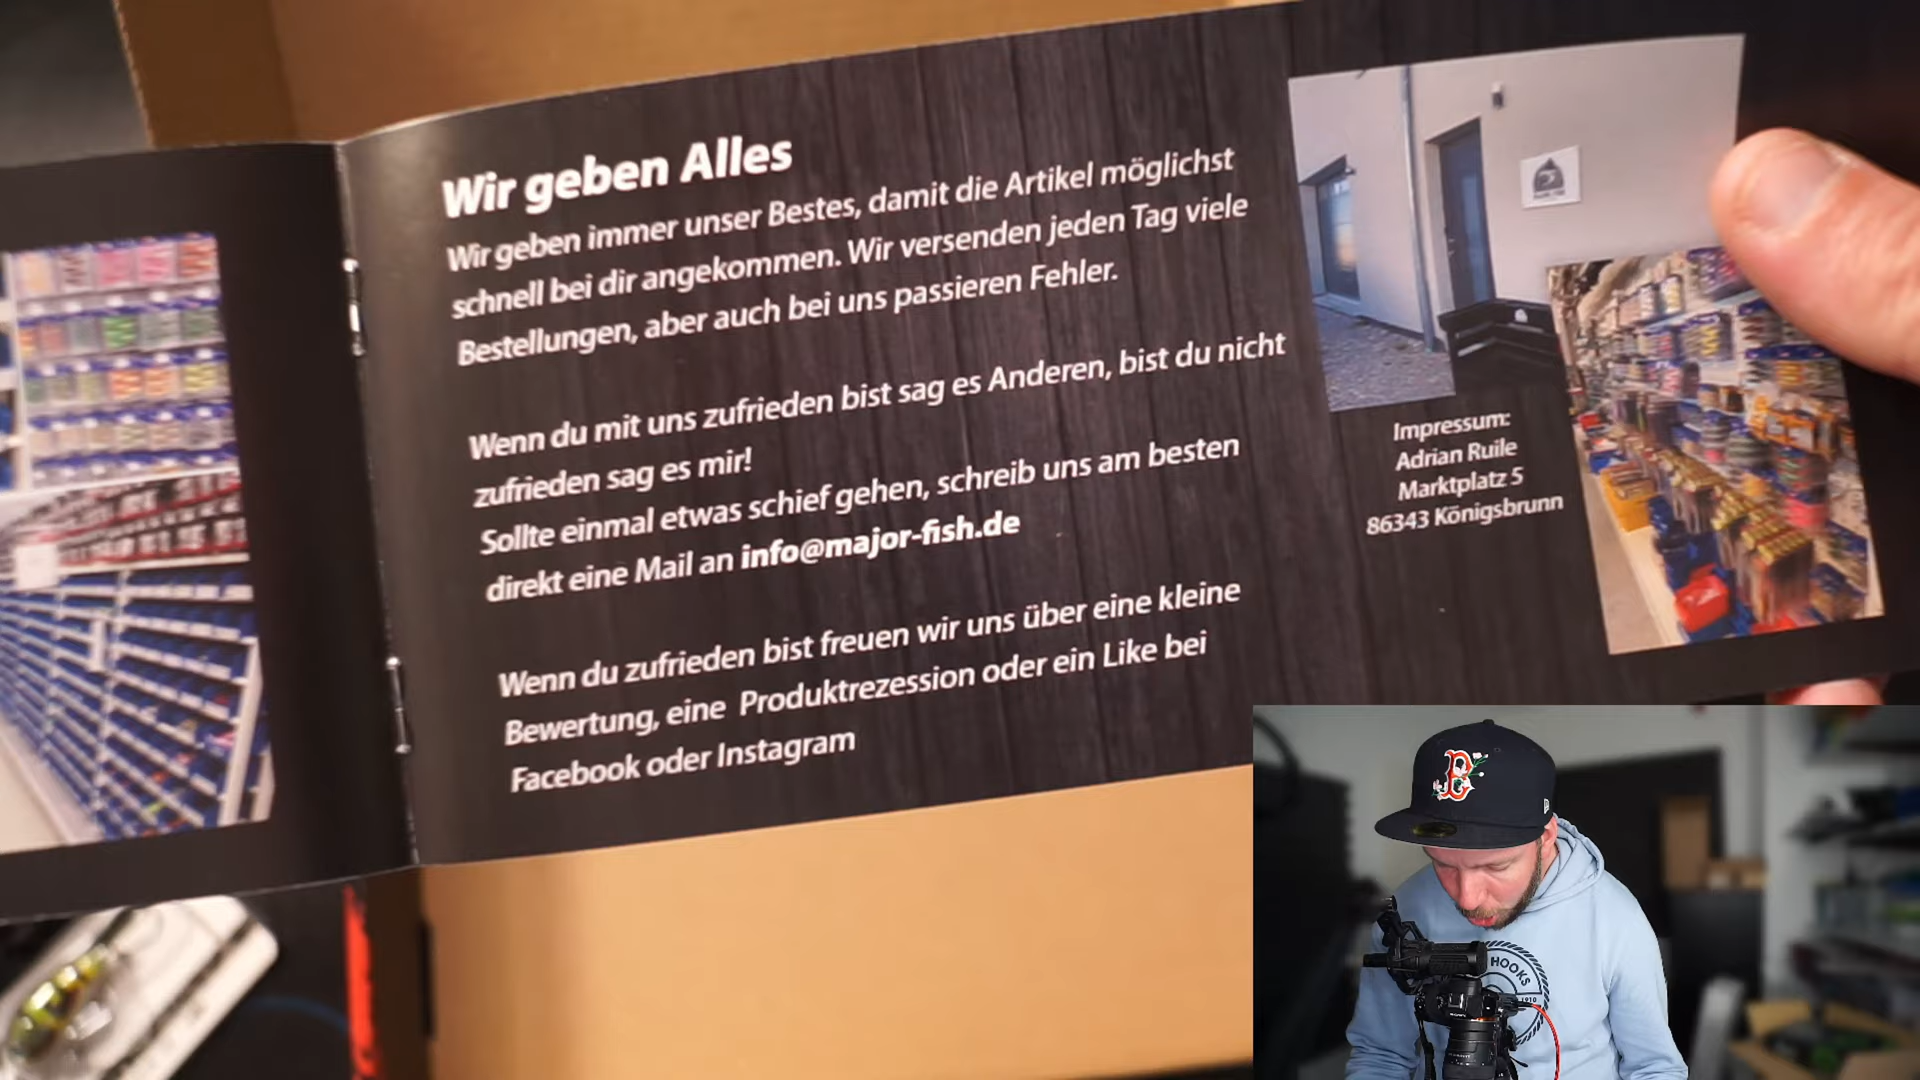 Wir geben Alles
Wir geben immer unser Bestes, damit die Artikel möglichst
schnell bei dir angekommen. Wir versenden jeden Tag viele
Bestellungen, aber auch bei uns passieren Fehler.
Wenn du mit uns zufrieden bist sag es Anderen, bist du nicht
zufrieden sag es mir!
Sollte einmal etwas schief gehen, schreib uns am besten
direkt eine Mail an info@major-fish.de
Wenn du zufrieden bist freuen wir uns über eine kleine
Bewertung, eine Produktrezession oder ein Like bei
Facebook oder Instagram
Impressum:
Adrian Ruile
Marktplatz 5
86343 Königsbrunn
B
HOOKS
1910